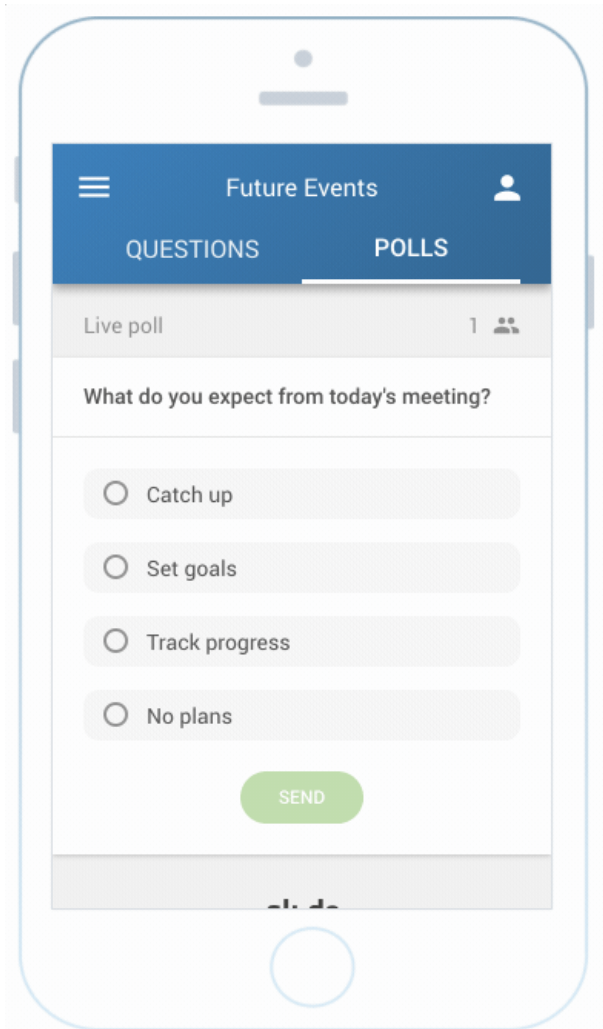 Future Events
QUESTIONS POLLS
Live poll 1
What do you expect from today's meeting?
Catch up
Set goals
Track progress
No plans
SEND